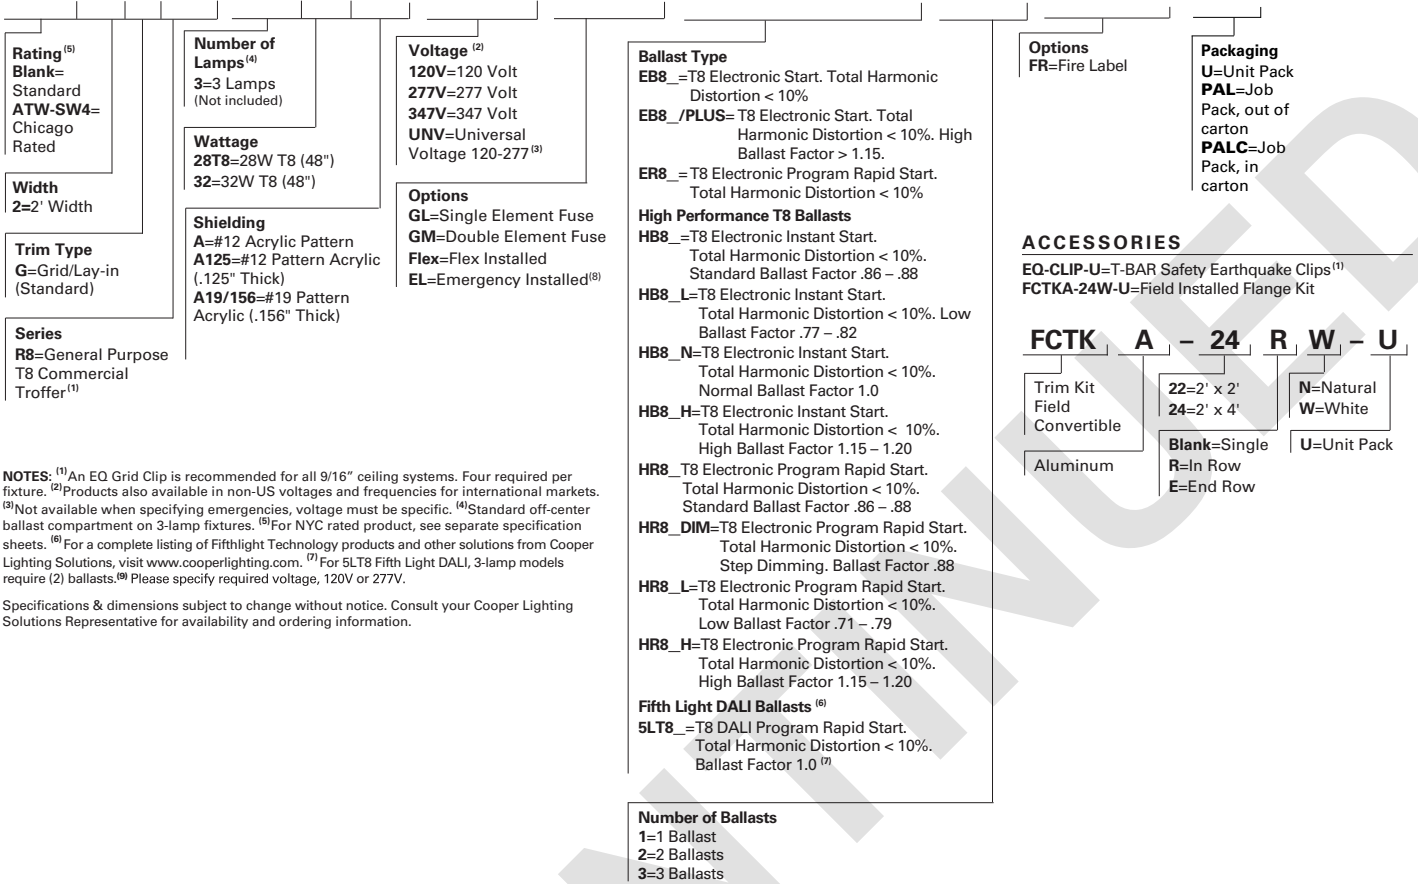 Rating (5)
Blank=
Standard
ATW-SW4=
Chicago
Rated
Width
2=2' Width
Trim Type
G=Grid/Lay-in
(Standard)
Series
R8=General Purpose
T8 Commercial
Troffer (1)
Number of
Lamps (4)
3=3 Lamps
(Not included)
Wattage
28T8=28W T8 (48")
32=32W T8 (48")
Shielding
A=#12 Acrylic Pattern
A125=#12 Pattern Acrylic
(.125" Thick)
A19/156=#19 Pattern
Acrylic (.156" Thick)
Voltage (2)
120V=120 Volt
277V=277 Volt
347V=347 Volt
UNV=Universal
Voltage 120-277 (3)
Options
GL=Single Element Fuse
GM=Double Element Fuse
Flex=Flex Installed
EL=Emergency Installed(8)
Ballast Type
EB8_=T8 Electronic Start. Total Harmonic
Distortion < 10%
EB8_/PLUS= T8 Electronic Start. Total
Harmonic Distortion < 10%. High
Ballast Factor > 1.15.
ER8_= T8 Electronic Program Rapid Start.
Total Harmonic Distortion < 10%
High Performance T8 Ballasts
HB8_=T8 Electronic Instant Start.
Total Harmonic Distortion < 10%.
Standard Ballast Factor .86 – .88
HB8_L=T8 Electronic Instant Start.
Total Harmonic Distortion < 10%. Low
Ballast Factor .77 – .82
HB8_N=T8 Electronic Instant Start.
Total Harmonic Distortion < 10%.
Normal Ballast Factor 1.0
HB8_H=T8 Electronic Instant Start.
Total Harmonic Distortion < 10%.
High Ballast Factor 1.15 – 1.20
HR8_T8 Electronic Program Rapid Start.
Total Harmonic Distortion < 10%.
Standard Ballast Factor .86 – .88
HR8_DIM=T8 Electronic Program Rapid Start.
Total Harmonic Distortion < 10%.
Step Dimming. Ballast Factor .88
HR8_L=T8 Electronic Program Rapid Start.
Total Harmonic Distortion < 10%.
Low Ballast Factor .71 – .79
HR8_H=T8 Electronic Program Rapid Start.
Total Harmonic Distortion < 10%.
High Ballast Factor 1.15 – 1.20
Fifth Light DALI Ballasts (6)
5LT8_=T8 DALI Program Rapid Start.
Total Harmonic Distortion < 10%.
Ballast Factor 1.0 (7)
Number of Ballasts
1=1 Ballast
2=2 Ballasts
3=3 Ballasts
Options
FR=Fire Label
Packaging
U=Unit Pack
PAL=Job
Pack, out of
carton
PALC=Job
Pack, in
carton
ACCESSORIES
EQ-CLIP-U=T-BAR Safety Earthquake Clips (1)
FCTKA-24W-U=Field Installed Flange Kit
FCTK A – 24 R W – U
Trim Kit
Field
Convertible
Aluminum
22=2' x 2'
24=2' x 4'
Blank=Single
R=In Row
E=End Row
N=Natural
W=White
U=Unit Pack
NOTES: (1)An EQ Grid Clip is recommended for all 9/16” ceiling systems. Four required per
fixture. (2)Products also available in non-US voltages and frequencies for international markets.
(3)Not available when specifying emergencies, voltage must be specific. (4)Standard off-center
ballast compartment on 3-lamp fixtures. (5)For NYC rated product, see separate specification
sheets. (6) For a complete listing of Fifthlight Technology products and other solutions from Cooper
Lighting Solutions, visit www.cooperlighting.com. (7) For 5LT8 Fifth Light DALI, 3-lamp models
require (2) ballasts.(9) Please specify required voltage, 120V or 277V.
Specifications & dimensions subject to change without notice. Consult your Cooper Lighting
Solutions Representative for availability and ordering information.
NTINUED